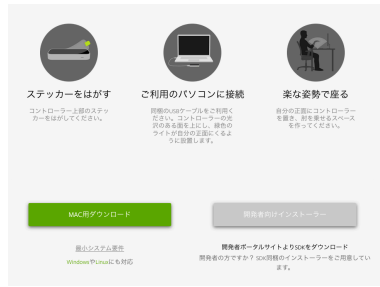 ステッカーをはがす
コントローラー上部のステッ
カーをはがしてください。
ご利用のパソコンに接続
同梱のUSBケーブルをご利用く
ださい。コントローラーの光
沢のある面を上にし、緑色の
ライトが自分の正面にくるよ
うに設置します。
楽な姿勢で座る
自分の正面にコントローラー
を置き、肘を乗せるスペース
を作ってください。
MAC用ダウンロード
最小システム要件
WindowsやLinuxにも対応
開発者向けインストーラー
開発者ポータルサイトよりSDKをダウンロード
開発者の方ですか？ SDK同梱のインストーラーをご用意してい
ます。